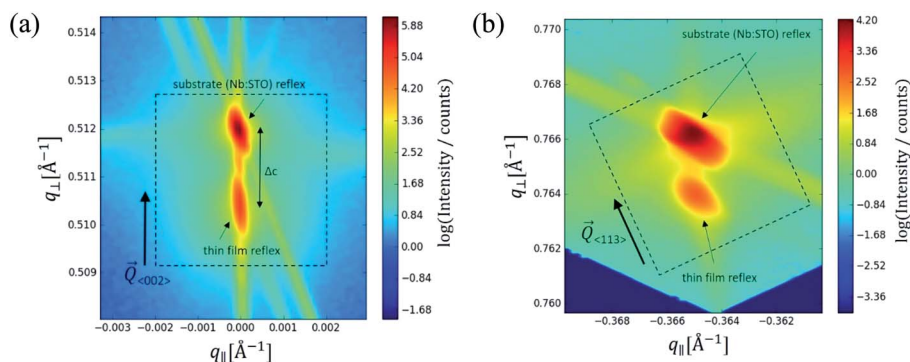 (a)
0.514
0.513
0.512
0.511
0.510
0.509
q⊥[Å⁻¹]
substrate (Nb:STO) reflex
Δc
thin film reflex
Q⃗<002>
−0.003 −0.002 −0.001 0.000 0.001 0.002
q∥[Å⁻¹]
5.88
5.04
4.20
3.36
2.52
1.68
0.84
0.00
−0.84
−1.68
log(Intensity / counts)
(b)
0.770
0.768
0.766
0.764
0.762
0.760
q⊥[Å⁻¹]
substrate (Nb:STO) reflex
Q⃗<113>
thin film reflex
−0.368 −0.366 −0.364 −0.362
q∥[Å⁻¹]
4.20
3.36
2.52
1.68
0.84
0.00
−0.84
−1.68
−2.52
−3.36
log(Intensity / counts)